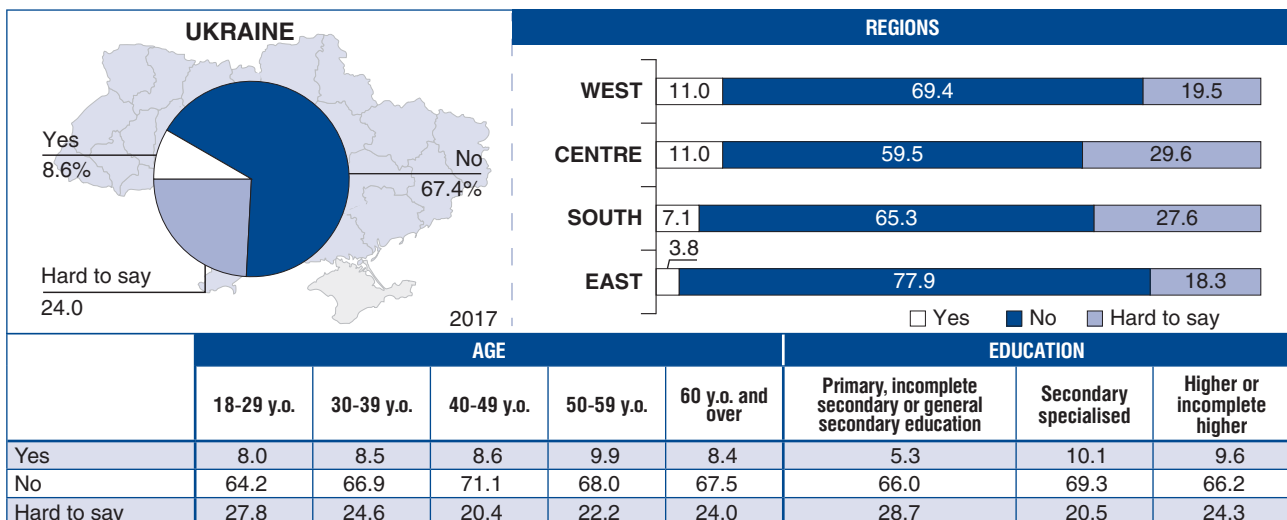 UKRAINE
Yes
8.6%
No
67.4%
Hard to say
24.0
2017
REGIONS
WEST 11.0 69.4 19.5
CENTRE 11.0 59.5 29.6
SOUTH 7.1 65.3 27.6
3.8
EAST 77.9 18.3
Yes No Hard to say
AGE EDUCATION
18-29 y.o. 30-39 y.o. 40-49 y.o. 50-59 y.o. 60 y.o. and over Primary, incomplete secondary or general secondary education Secondary specialised Higher or incomplete higher
Yes 8.0 8.5 8.6 9.9 8.4 5.3 10.1 9.6
No 64.2 66.9 71.1 68.0 67.5 66.0 69.3 66.2
Hard to say 27.8 24.6 20.4 22.2 24.0 28.7 20.5 24.3